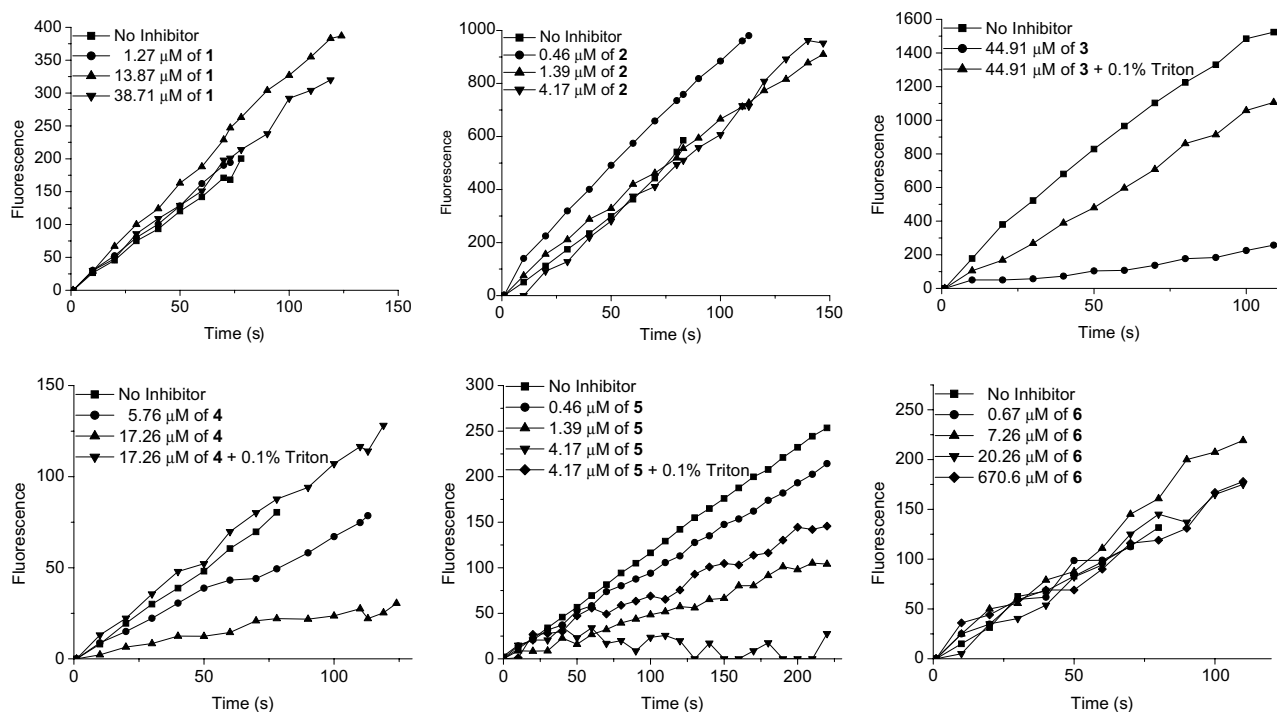 400
350
300
250
200
150
100
50
0
Fluorescence
No Inhibitor
1.27 μM of 1
13.87 μM of 1
38.71 μM of 1
50
100
150
Time (s)
1000
800
600
400
200
0
Fluorescence
No Inhibitor
0.46 μM of 2
1.39 μM of 2
4.17 μM of 2
0
50
100
150
Time (s)
1600
1400
1200
1000
800
600
400
200
0
Fluorescence
No Inhibitor
44.91 μM of 3
44.91 μM of 3 + 0.1% Triton
0
50
100
Time (s)
150
100
50
0
Fluorescence
No Inhibitor
5.76 μM of 4
17.26 μM of 4
17.26 μM of 4 + 0.1% Triton
0
50
100
Time (s)
300
250
200
150
100
50
0
Fluorescence
No Inhibitor
0.46 μM of 5
1.39 μM of 5
4.17 μM of 5
4.17 μM of 5 + 0.1% Triton
0
50
100
150
200
Time (s)
250
200
150
100
50
0
Fluorescence
No Inhibitor
0.67 μM of 6
7.26 μM of 6
20.26 μM of 6
670.6 μM of 6
0
50
100
Time (s)